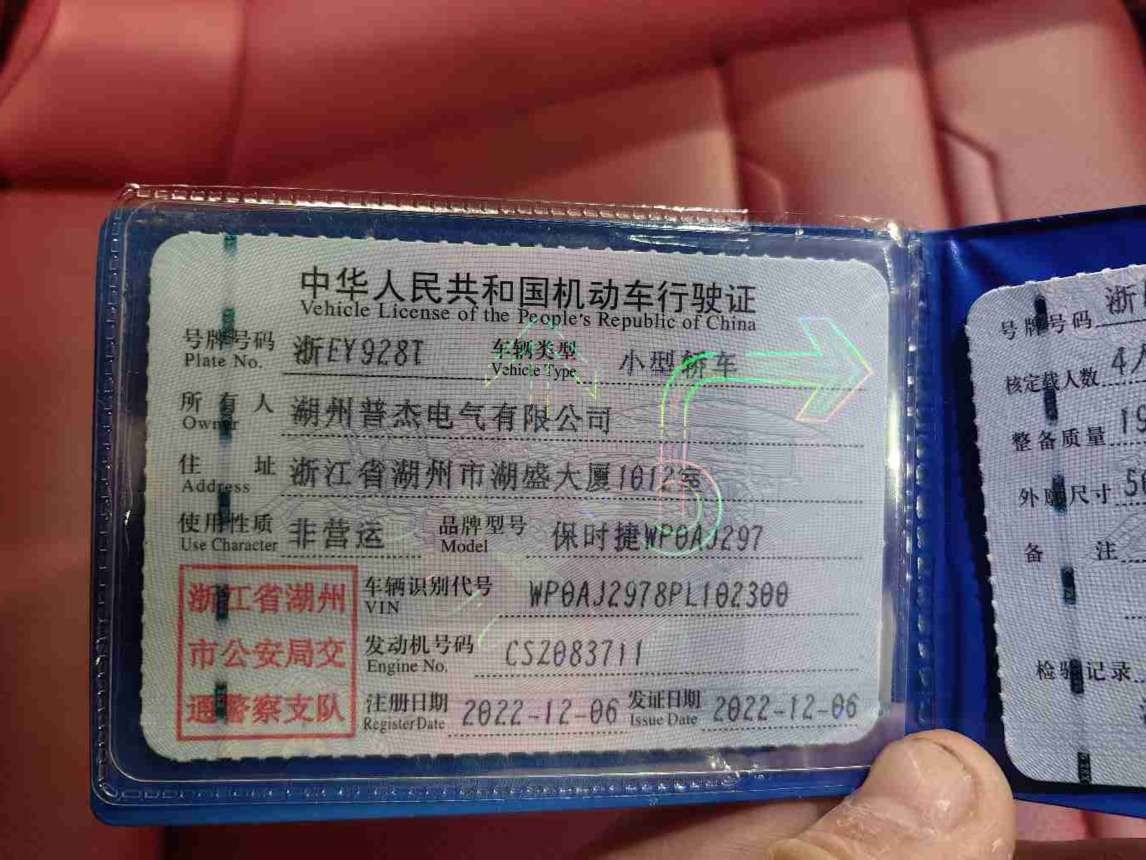 中华人民共和国机动车行驶证
Vehicle License of the People's Republic of China
号牌号码 浙EY928T 车辆类型 小型轿车
Plate No. Vehicle Type
所有人 湖州普杰电气有限公司
Owner
住址 浙江省湖州市湖盛大厦1012室
Address
使用性质 非营运 品牌型号 保时捷WP0AJ297
Use Character Model
浙江省湖州
市公安局交
通警察支队
车辆识别代号 WP0AJ2978PL102300
VIN
发动机号码 CSZ083711
Engine No.
注册日期 2022-12-06 发证日期 2022-12-06
Register Date Issue Date
号牌号码 浙
核定载人数 4
整备质量 19
外廓尺寸 50
备注
检验记录